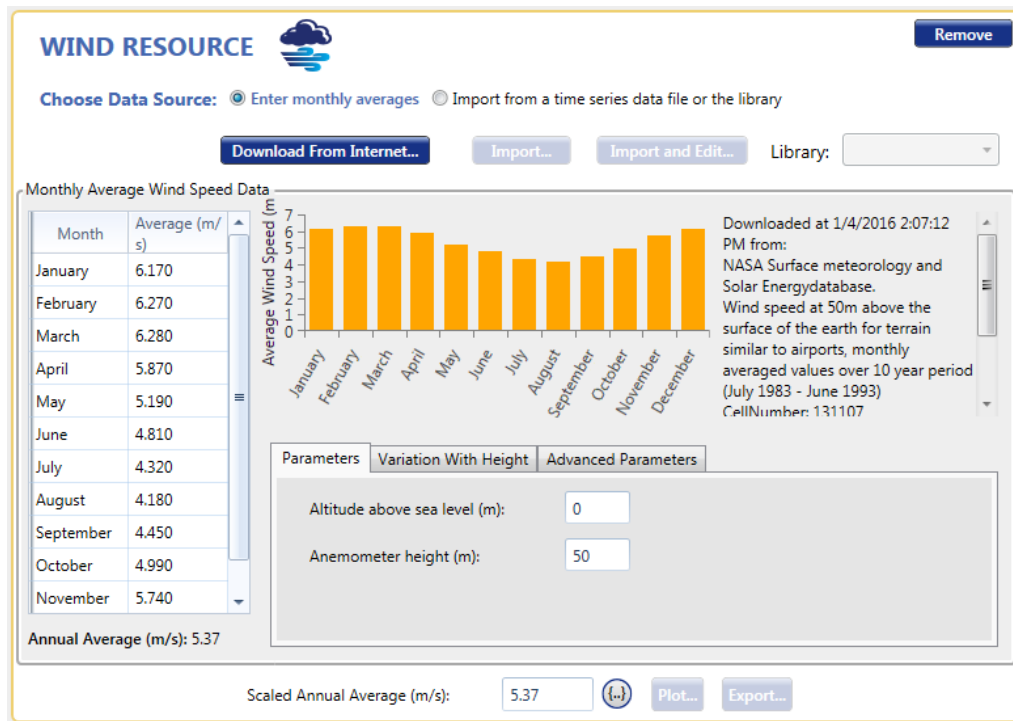 WIND RESOURCE
Remove
Choose Data Source: Enter monthly averages Import from a time series data file or the library
Download From Internet... Import... Import and Edit... Library:
Monthly Average Wind Speed Data
Month Average (m/
s)
January 6.170
February 6.270
March 6.280
April 5.870
May 5.190
June 4.810
July 4.320
August 4.180
September 4.450
October 4.990
November 5.740
Annual Average (m/s): 5.37
Average Wind Speed (m
7
6
5
4
3
2
1
0
January February March April May June July August September October November December
Downloaded at 1/4/2016 2:07:12
PM from:
NASA Surface meteorology and
Solar Energydatabase.
Wind speed at 50m above the
surface of the earth for terrain
similar to airports, monthly
averaged values over 10 year period
(July 1983 - June 1993)
CellNumber: 131107
Parameters Variation With Height Advanced Parameters
Altitude above sea level (m): 0
Anemometer height (m): 50
Scaled Annual Average (m/s): 5.37 {..} Plot... Export...